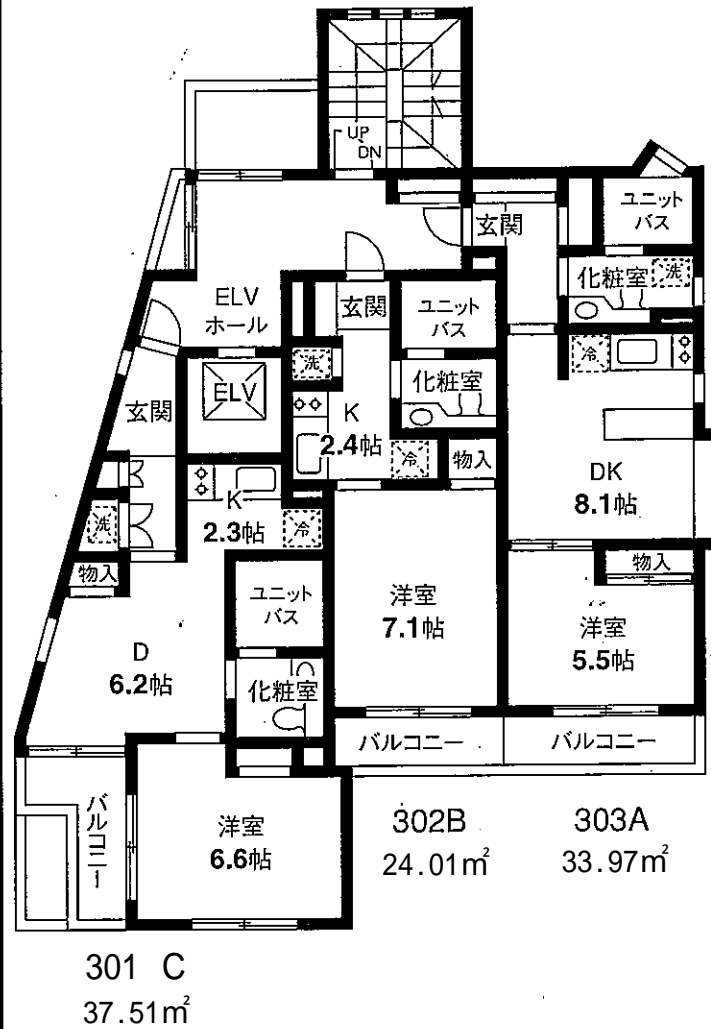 UP
DN
ユニット
バス
玄関
化粧室
洗
ELV
ホール
玄関
ユニット
バス
冷
洗
ELV
化粧室
玄関
K
2.4帖
冷
物入
DK
8.1帖
K
2.3帖
洗
冷
物入
物入
ユニット
バス
洋室
7.1帖
洋室
5.5帖
D
6.2帖
化粧室
バルコニー
バルコニー
バルコニー
洋室
6.6帖
302B
24.01㎡
303A
33.97㎡
301 C
37.51㎡